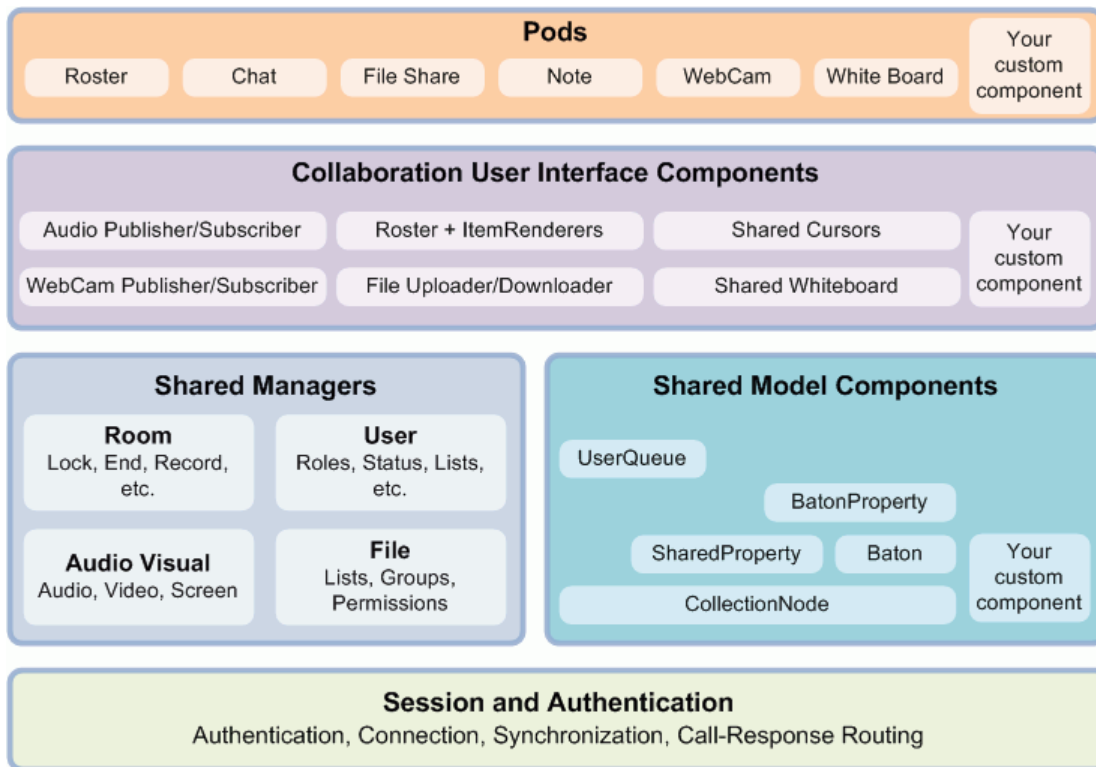 Pods
Roster
Chat
File Share
Note
WebCam
White Board
Your
custom
component
Collaboration User Interface Components
Audio Publisher/Subscriber
Roster + ItemRenderers
Shared Cursors
WebCam Publisher/Subscriber
File Uploader/Downloader
Shared Whiteboard
Your
custom
component
Shared Managers
Room
Lock, End, Record,
etc.
User
Roles, Status, Lists,
etc.
Audio Visual
Audio, Video, Screen
File
Lists, Groups,
Permissions
Shared Model Components
UserQueue
BatonProperty
SharedProperty
Baton
CollectionNode
Your
custom
component
Session and Authentication
Authentication, Connection, Synchronization, Call-Response Routing